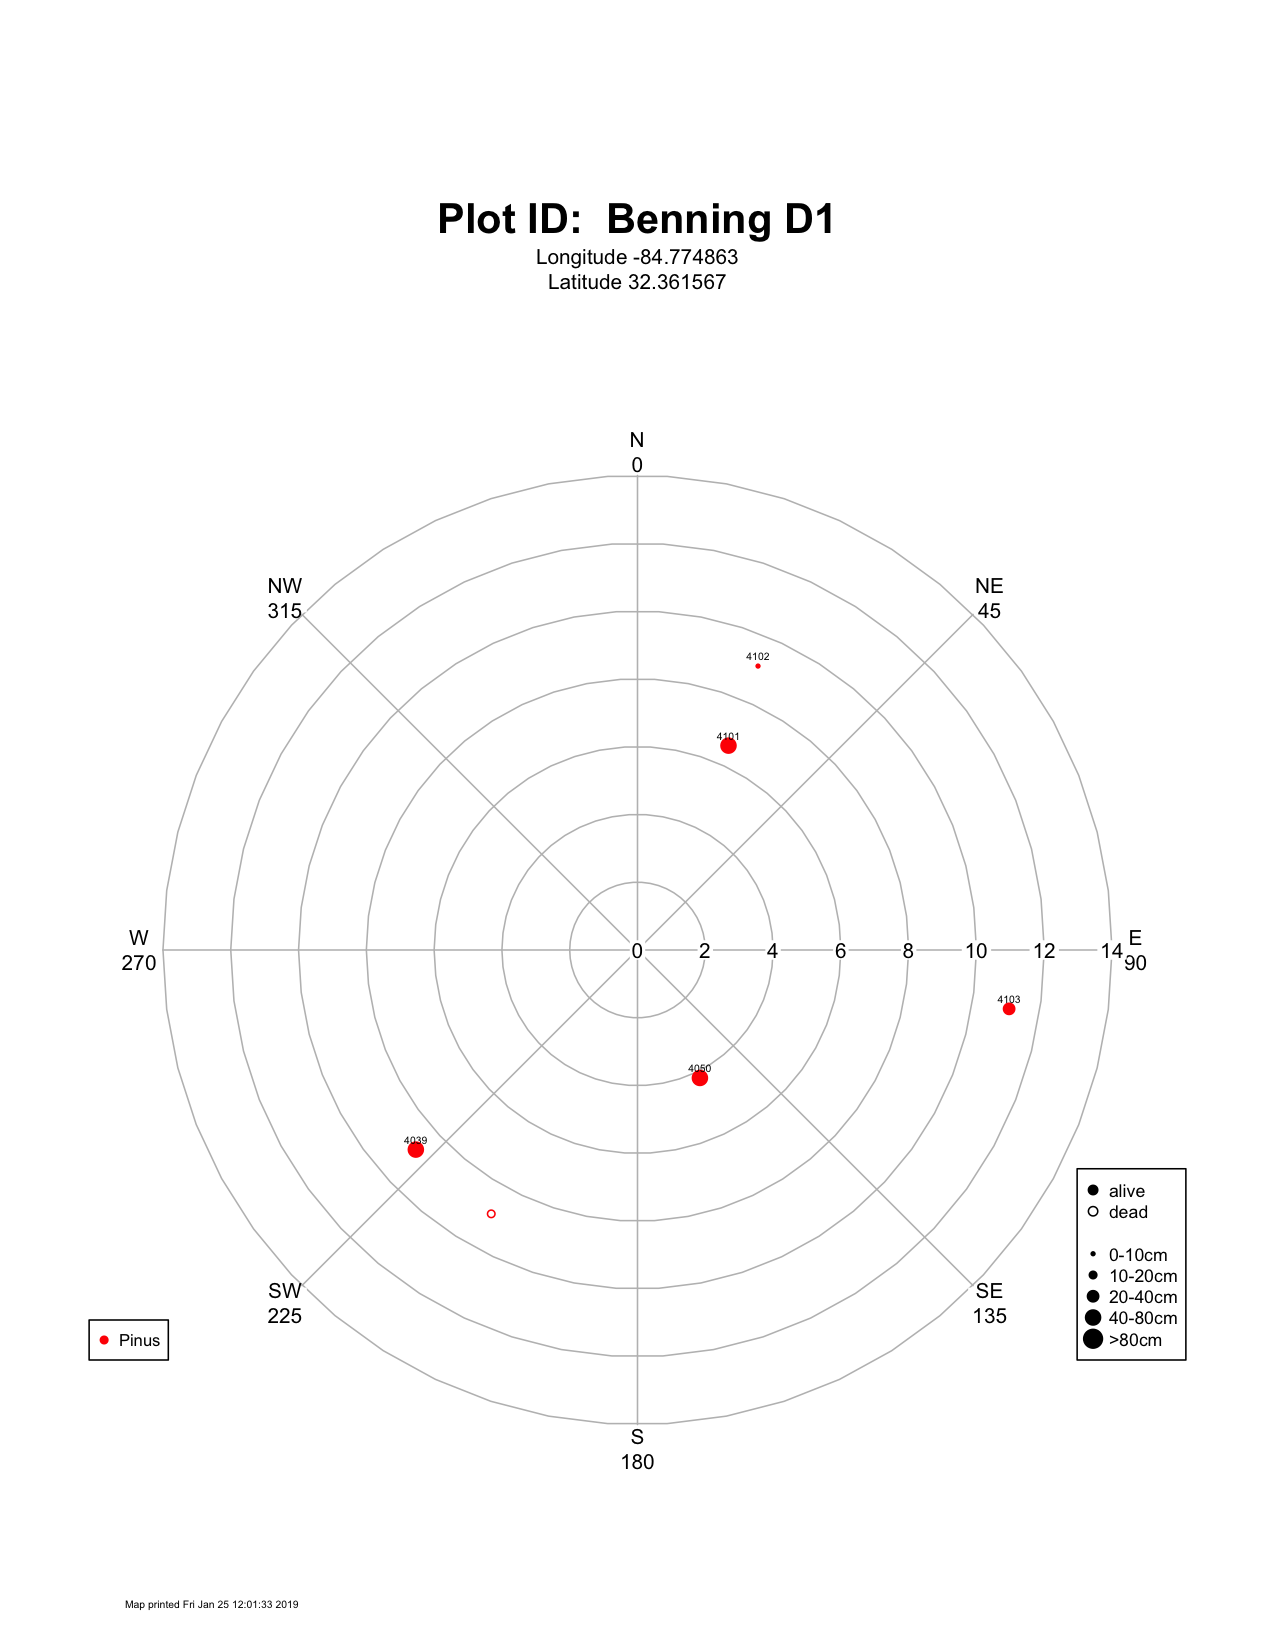 Plot ID:  Benning D1
Longitude -84.774863
Latitude 32.361567
N
0
NW
315
NE
45
4102
4101
W
270
0 2 4 6 8 10 12 14
E
90
4103
4050
4039
SW
225
SE
135
S
180
Pinus
alive
dead
0-10cm
10-20cm
20-40cm
40-80cm
>80cm
Map printed Fri Jan 25 12:01:33 2019